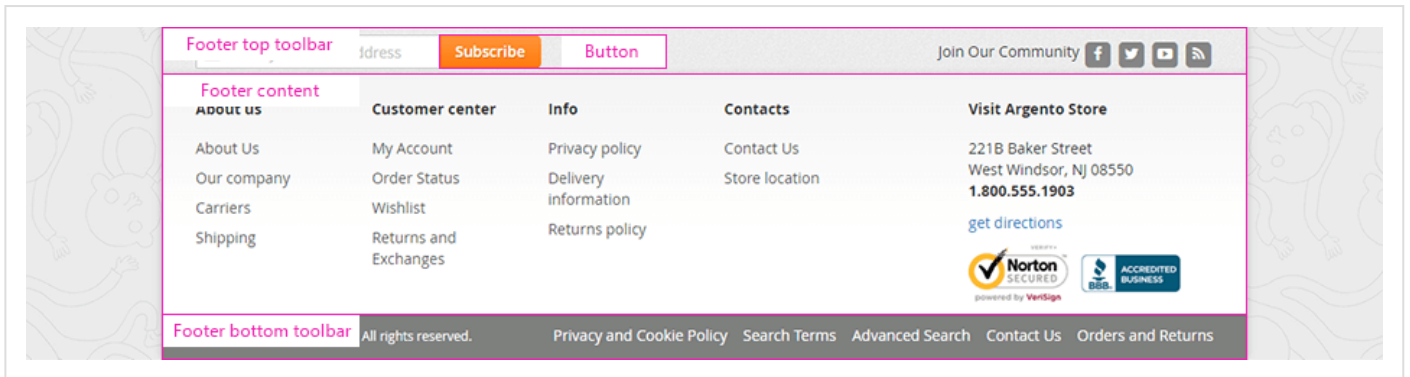 Footer top toolbar
ddress
Subscribe
Button
Join Our Community
Footer content
About us
Customer center
Info
Contacts
Visit Argento Store
About Us
My Account
Privacy policy
Contact Us
221B Baker Street
Our company
Order Status
Delivery information
Store location
West Windsor, NJ 08550
Carriers
Wishlist
1.800.555.1903
Shipping
Returns and Exchanges
Returns policy
get directions
Norton
SECURED
powered by VeriSign
BBB.
ACCREDITED
BUSINESS
Footer bottom toolbar
All rights reserved.
Privacy and Cookie Policy Search Terms Advanced Search Contact Us Orders and Returns